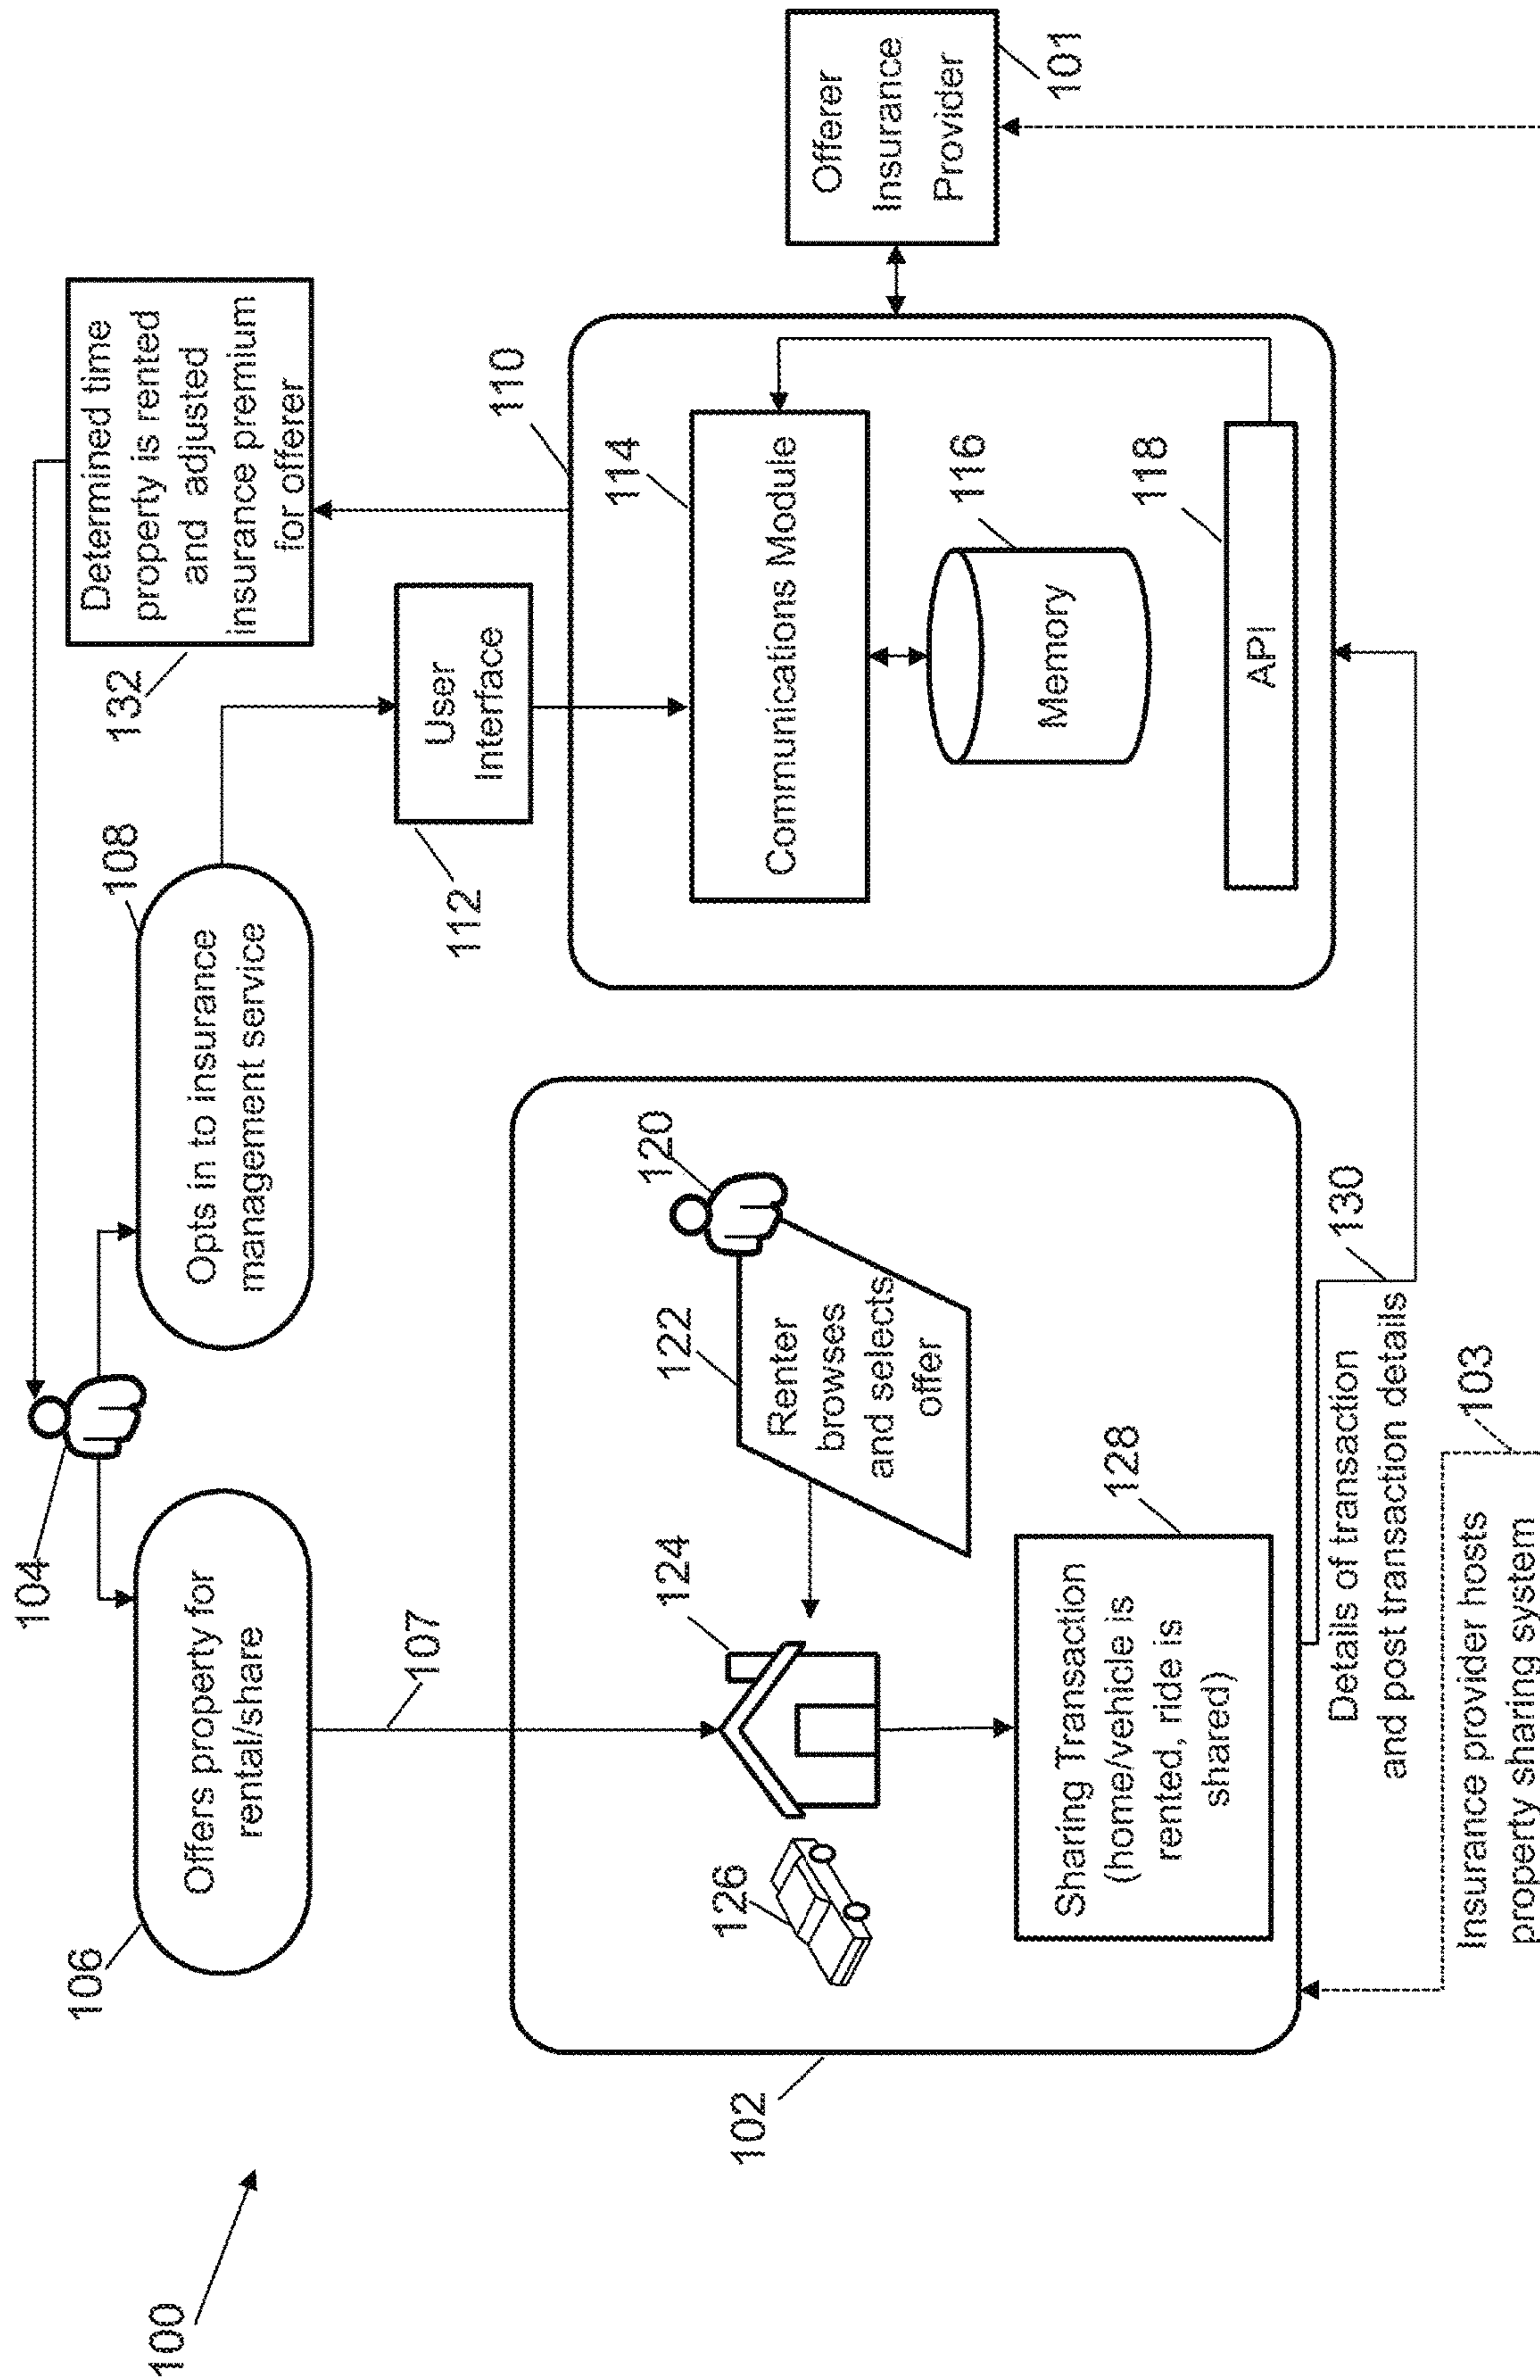 100
104
106
Offers property for
rental/share
107
108
Opts in to insurance
management service
132
Determined time
property is rented
and adjusted
insurance premium
for offerer
112
User
Interface
110
114
Communications Module
116
Memory
118
API
Offerer
Insurance
Provider
101
102
120
122
Renter
browses
and selects
offer
124
126
128
Sharing Transaction
(home/vehicle is
rented, ride is
shared)
130
Details of transaction
and post transaction details
103
Insurance provider hosts
property sharing system